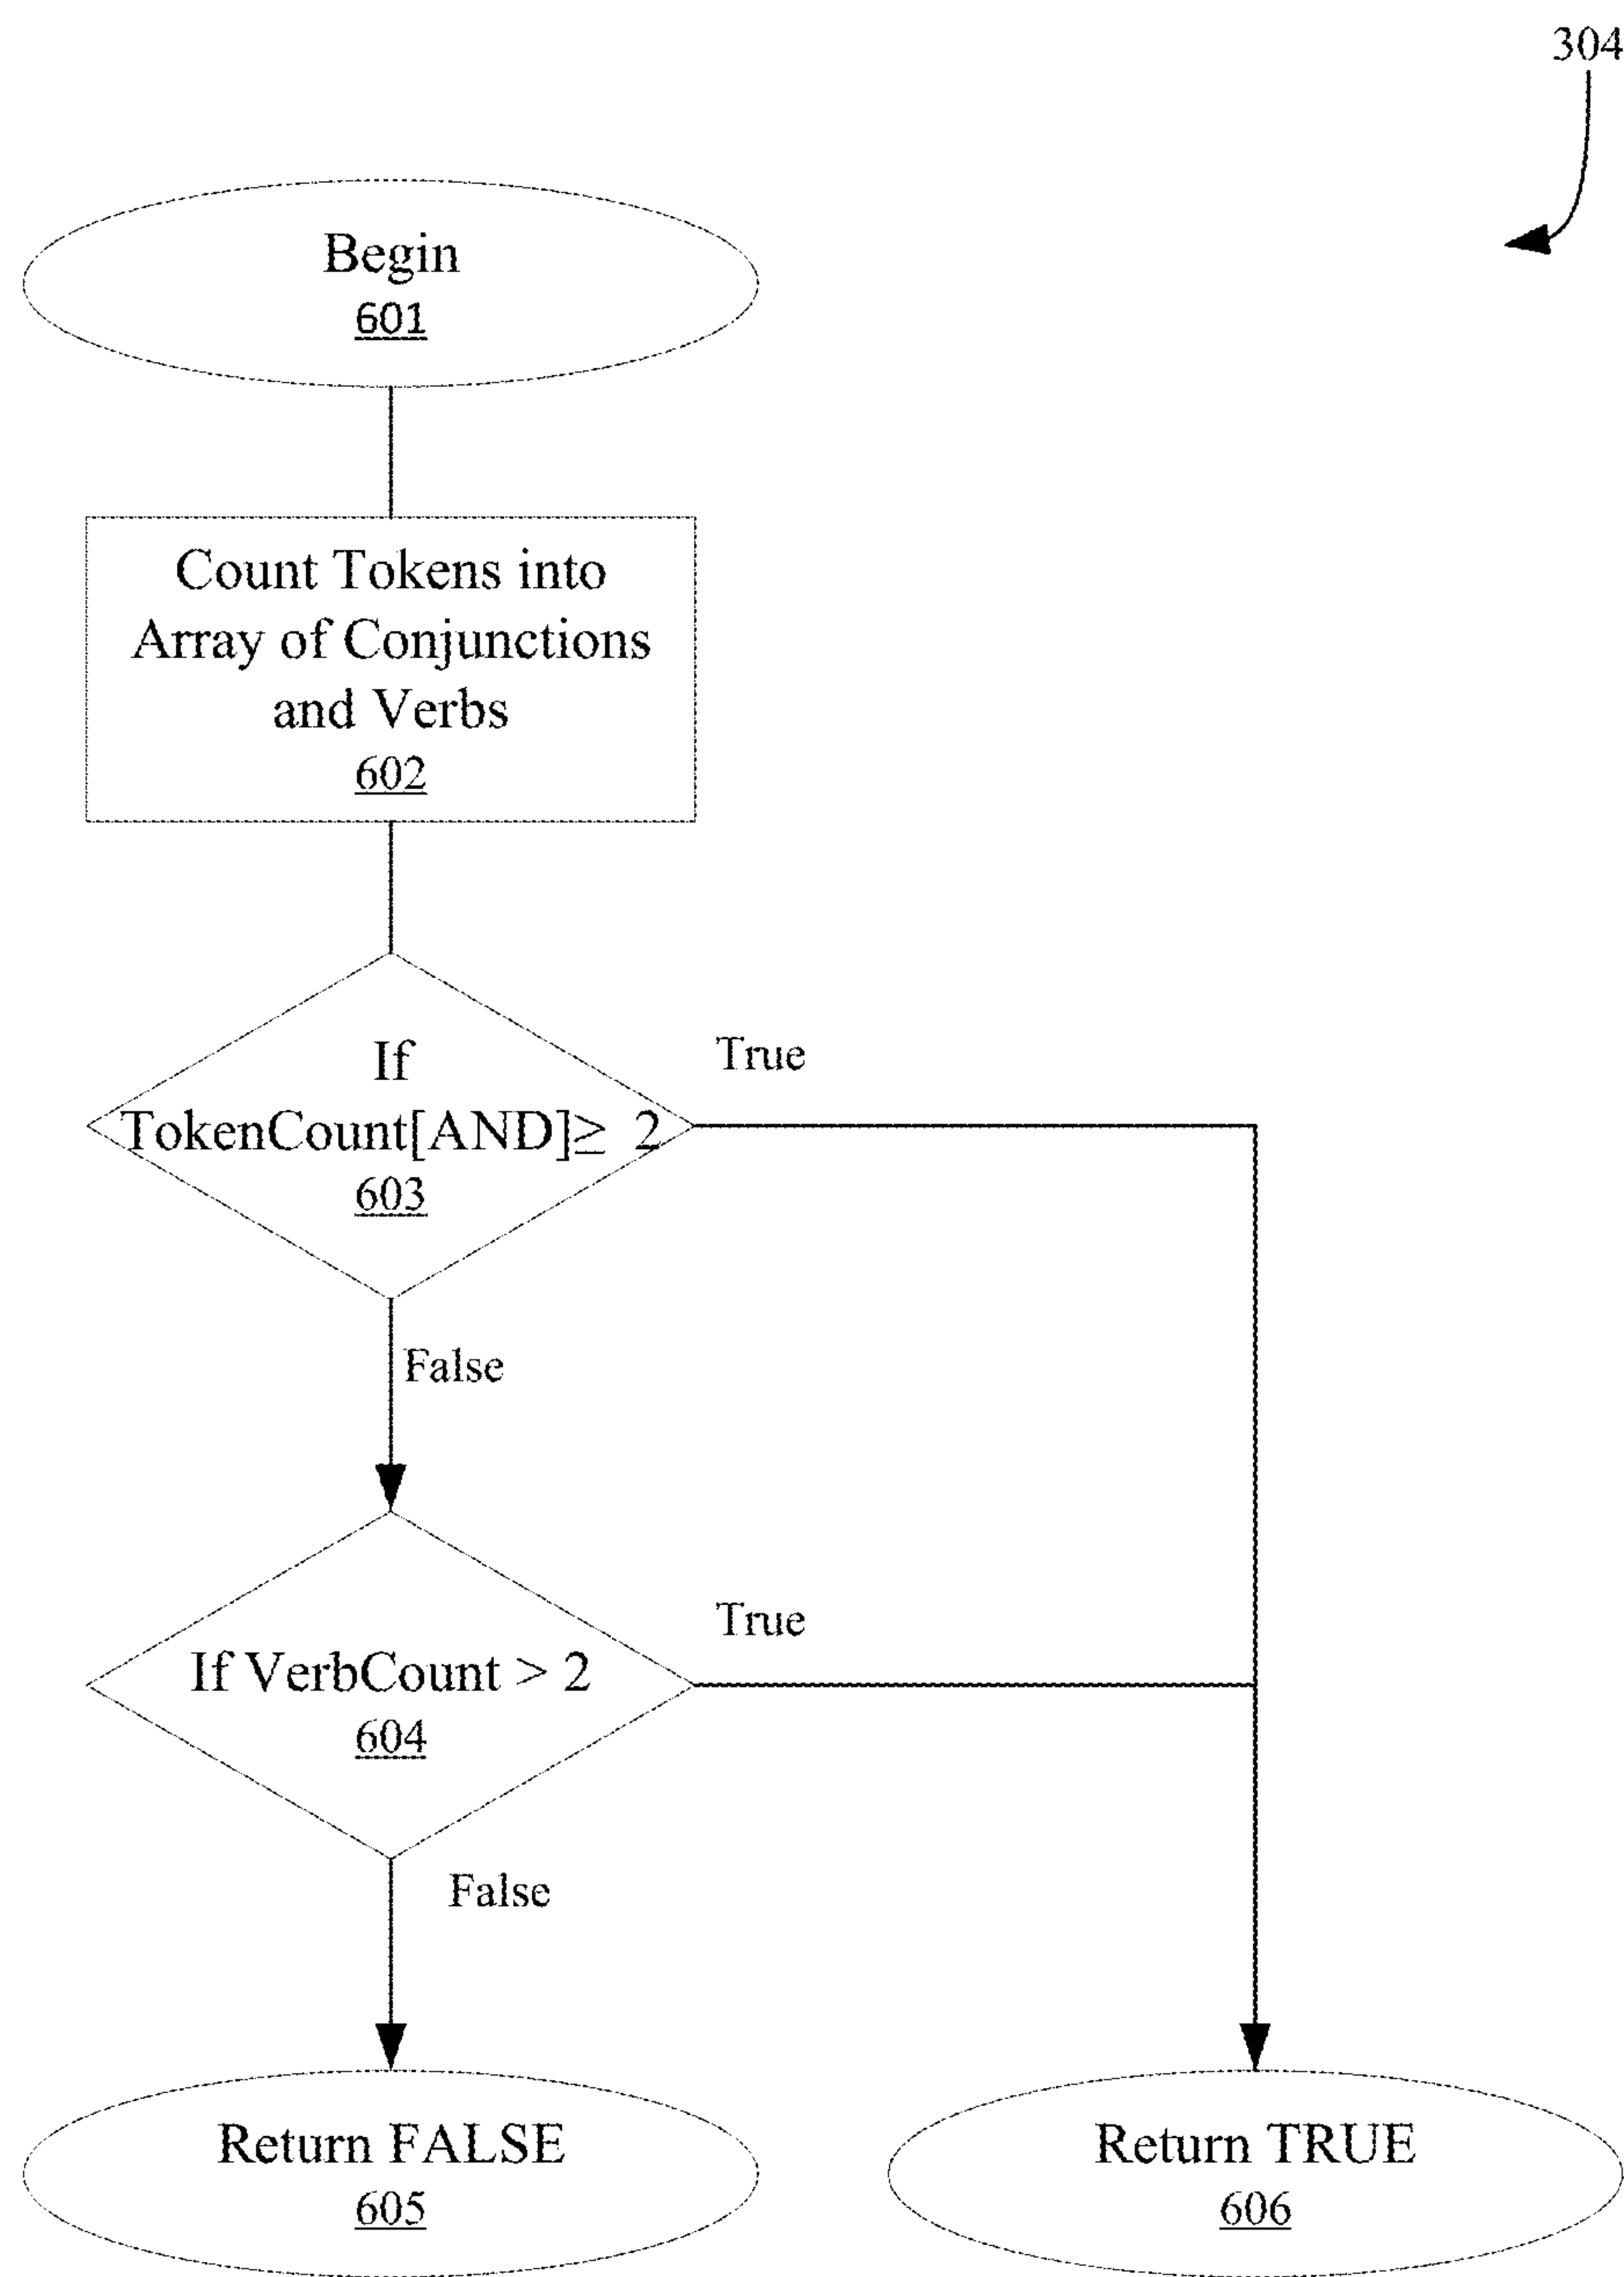 304
Begin
601
Count Tokens into
Array of Conjunctions
and Verbs
602
If
TokenCount[AND]≥ 2
603
True
False
If VerbCount > 2
604
True
False
Return FALSE
605
Return TRUE
606